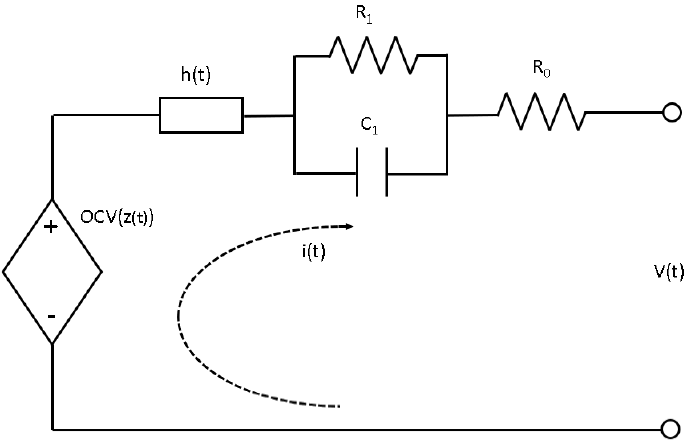 R₁
h(t)
R₀
C₁
OCV(z(t))
+
i(t)
V(t)
-